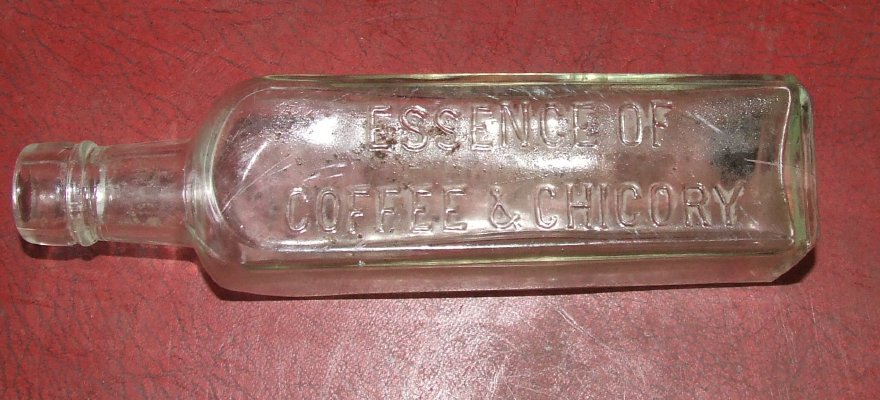 ESSENCE OF
COFFEE & CHICORY